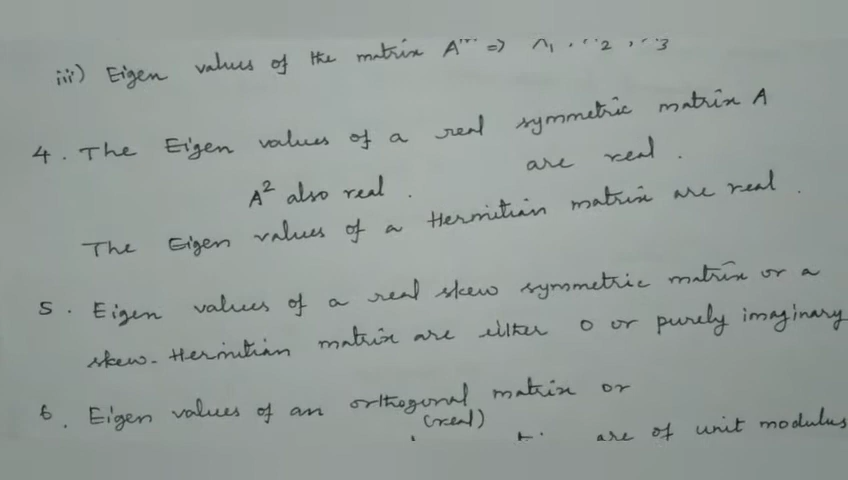 iii) Eigen values of the matrix A =>
4. The Eigen values of a real symmetric matrix A
are real.
A² also real.
The Eigen values of a Hermitian matrix are real.
5. Eigen values of a real skew symmetric matrix or a
skew-Hermitian matrix are either 0 or purely imaginary
6. Eigen values of an orthogonal matrix or
(real)
are of unit modulus